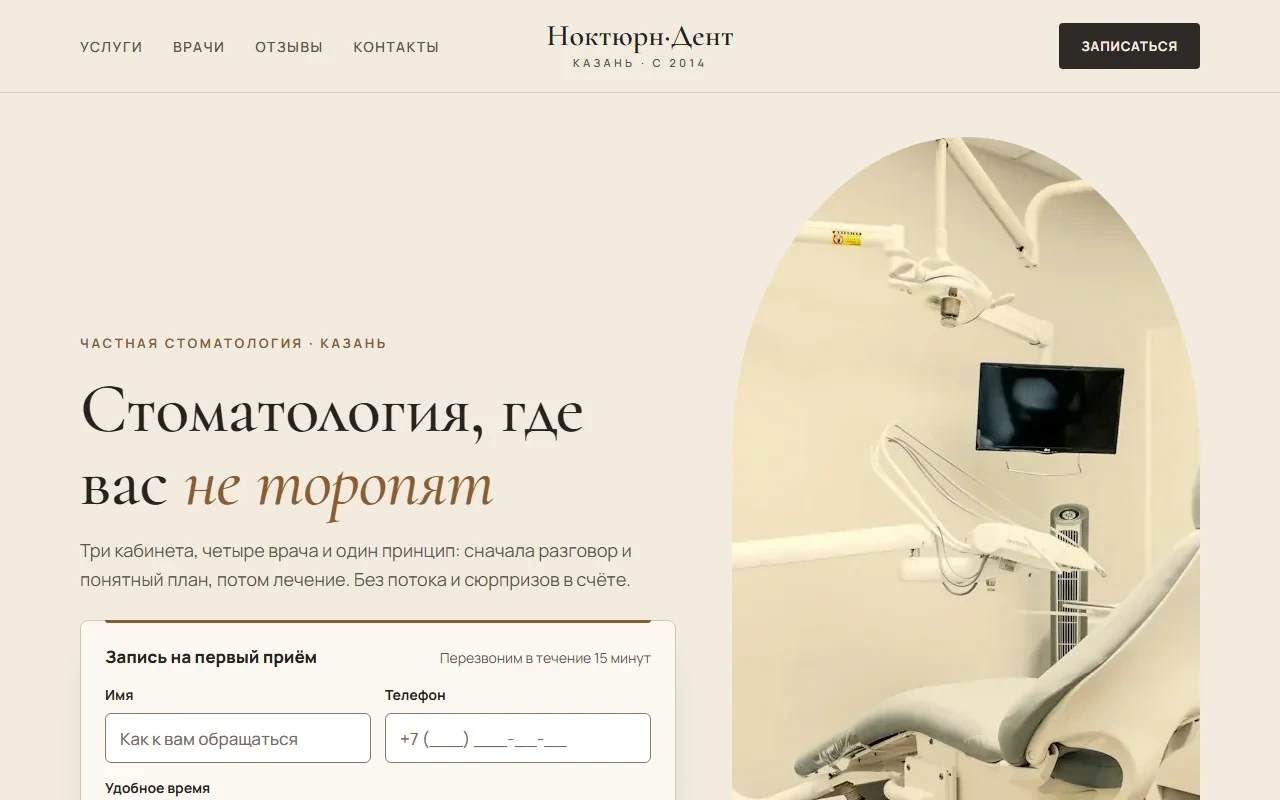 УСЛУГИ
ВРАЧИ
ОТЗЫВЫ
КОНТАКТЫ
Ноктюрн·Дент
КАЗАНЬ · С 2014
ЗАПИСАТЬСЯ
ЧАСТНАЯ СТОМАТОЛОГИЯ · КАЗАНЬ
Стоматология, где
вас не торопят
Три кабинета, четыре врача и один принцип: сначала разговор и
понятный план, потом лечение. Без потока и сюрпризов в счёте.
Запись на первый приём
Перезвоним в течение 15 минут
Имя
Телефон
Как к вам обращаться
+7 (___) ___-__-__
Удобное время